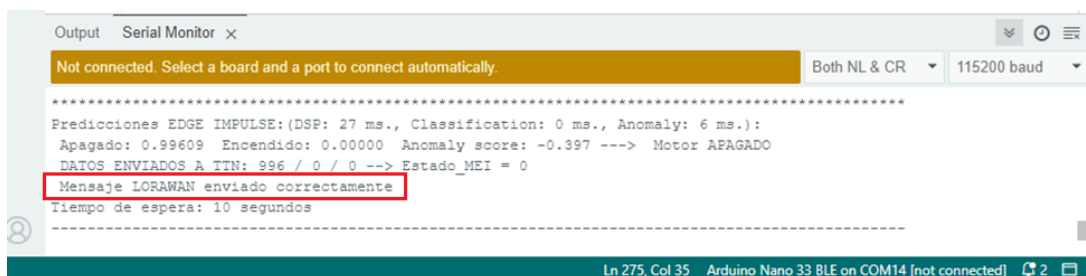 Output Serial Monitor ×
Not connected. Select a board and a port to connect automatically. Both NL & CR 115200 baud
***********************************************************************************************
Predicciones EDGE IMPULSE:(DSP: 27 ms., Classification: 0 ms., Anomaly: 6 ms.):
Apagado: 0.99609 Encendido: 0.00000 Anomaly score: -0.397 ---> Motor APAGADO
DATOS ENVIADOS A TTN: 996 / 0 / 0 --> Estado_MEI = 0
Mensaje LORAWAN enviado correctamente
Tiempo de espera: 10 segundos
-----------------------------------------------------------------------------------------------
Ln 275, Col 35 Arduino Nano 33 BLE on COM14 [not connected] 2